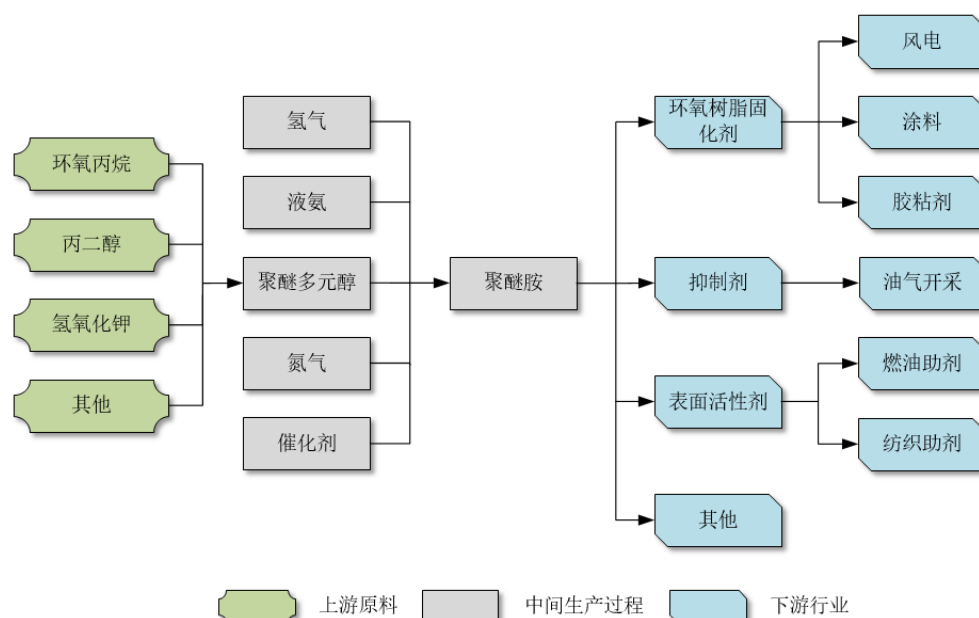 环氧丙烷
丙二醇
氢氧化钾
其他
氢气
液氨
聚醚多元醇
氮气
催化剂
聚醚胺
环氧树脂固
化剂
抑制剂
表面活性剂
其他
风电
涂料
胶粘剂
油气开采
燃油助剂
纺织助剂
上游原料
中间生产过程
下游行业